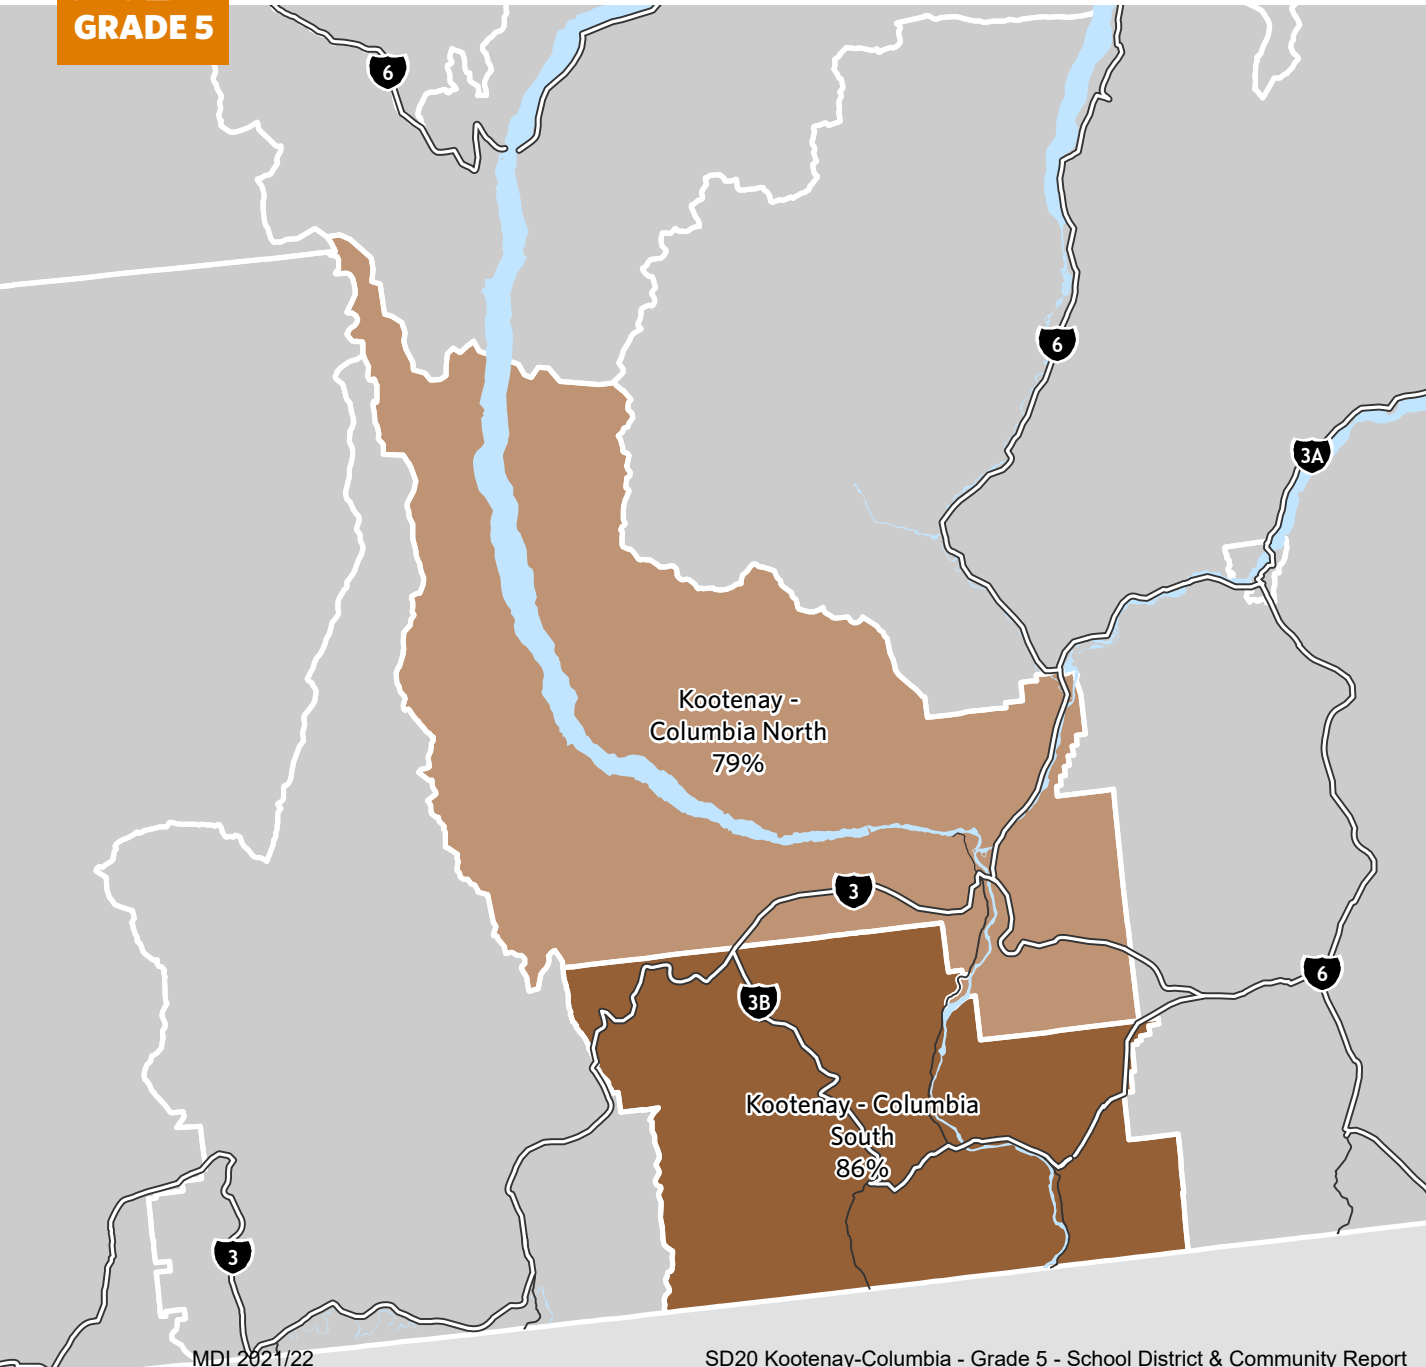 GRADE 5
6
6
3A
Kootenay -
Columbia North
79%
3
6
3B
Kootenay - Columbia
South
86%
3
MDI 2021/22
SD20 Kootenay-Columbia - Grade 5 - School District & Community Report